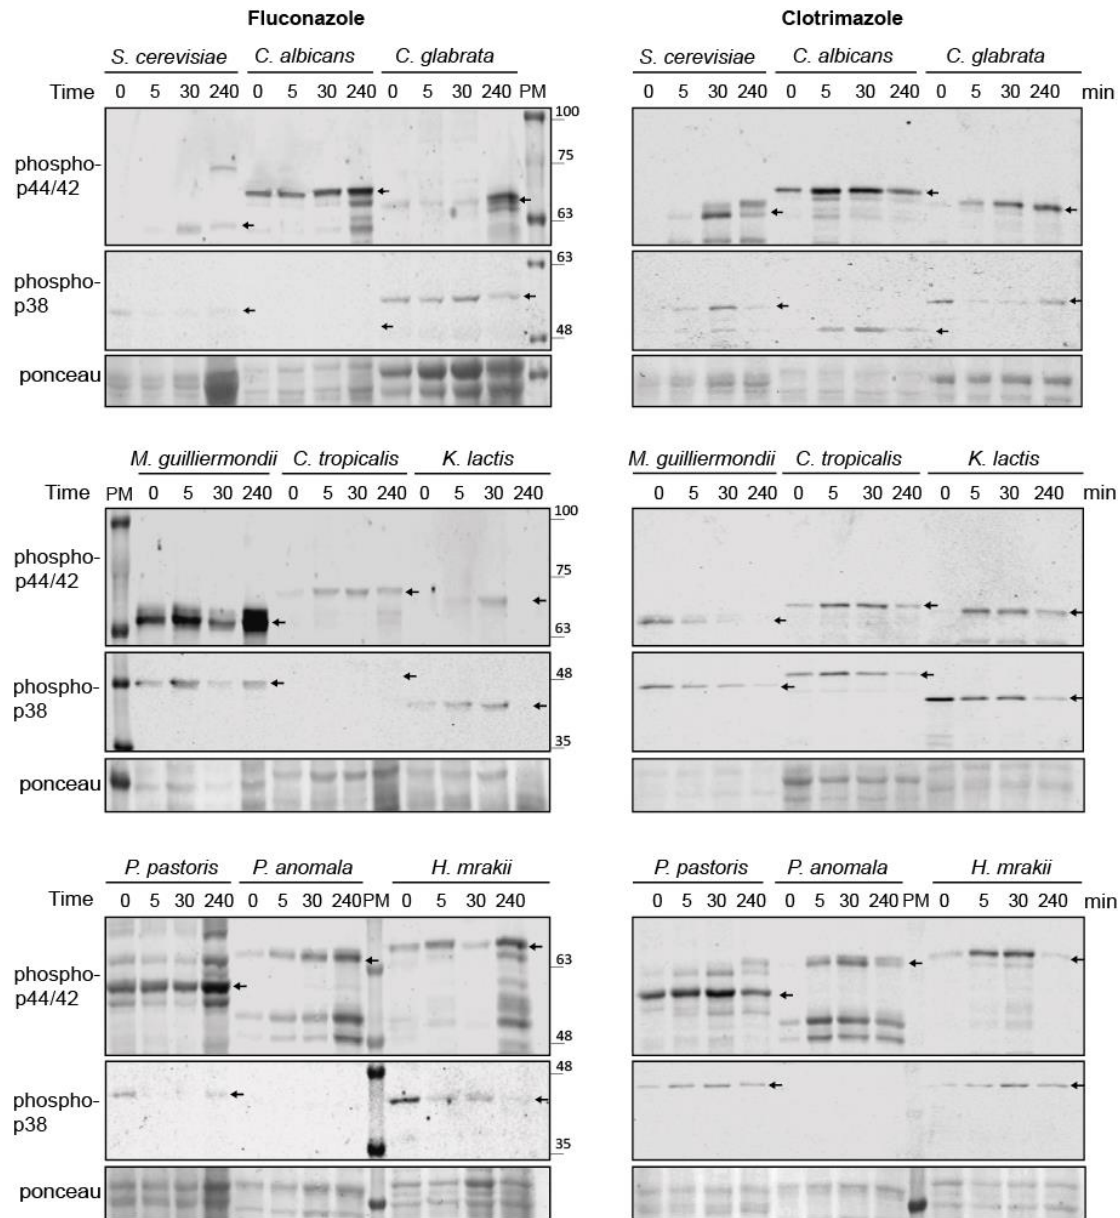 Fluconazole Clotrimazole
S. cerevisiae C. albicans C. glabrata S. cerevisiae C. albicans C. glabrata
Time 0 5 30 240 0 5 30 240 0 5 30 240 PM 0 5 30 240 0 5 30 240 0 5 30 240 min
100
phospho-
p44/42
75
63
phospho-
p38
63
48
ponceau
M. guilliermondii C. tropicalis K. lactis M. guilliermondii C. tropicalis K. lactis
Time PM 0 5 30 240 0 5 30 240 0 5 30 240 0 5 30 240 0 5 30 240 0 5 30 240 min
100
phospho-
p44/42
75
63
phospho-
p38
48
35
ponceau
P. pastoris P. anomala H. mrakii P. pastoris P. anomala H. mrakii
Time 0 5 30 240 0 5 30 240 PM 0 5 30 240 0 5 30 240 0 5 30 240 PM 0 5 30 240 min
phospho-
p44/42
63
48
phospho-
p38
48
35
ponceau